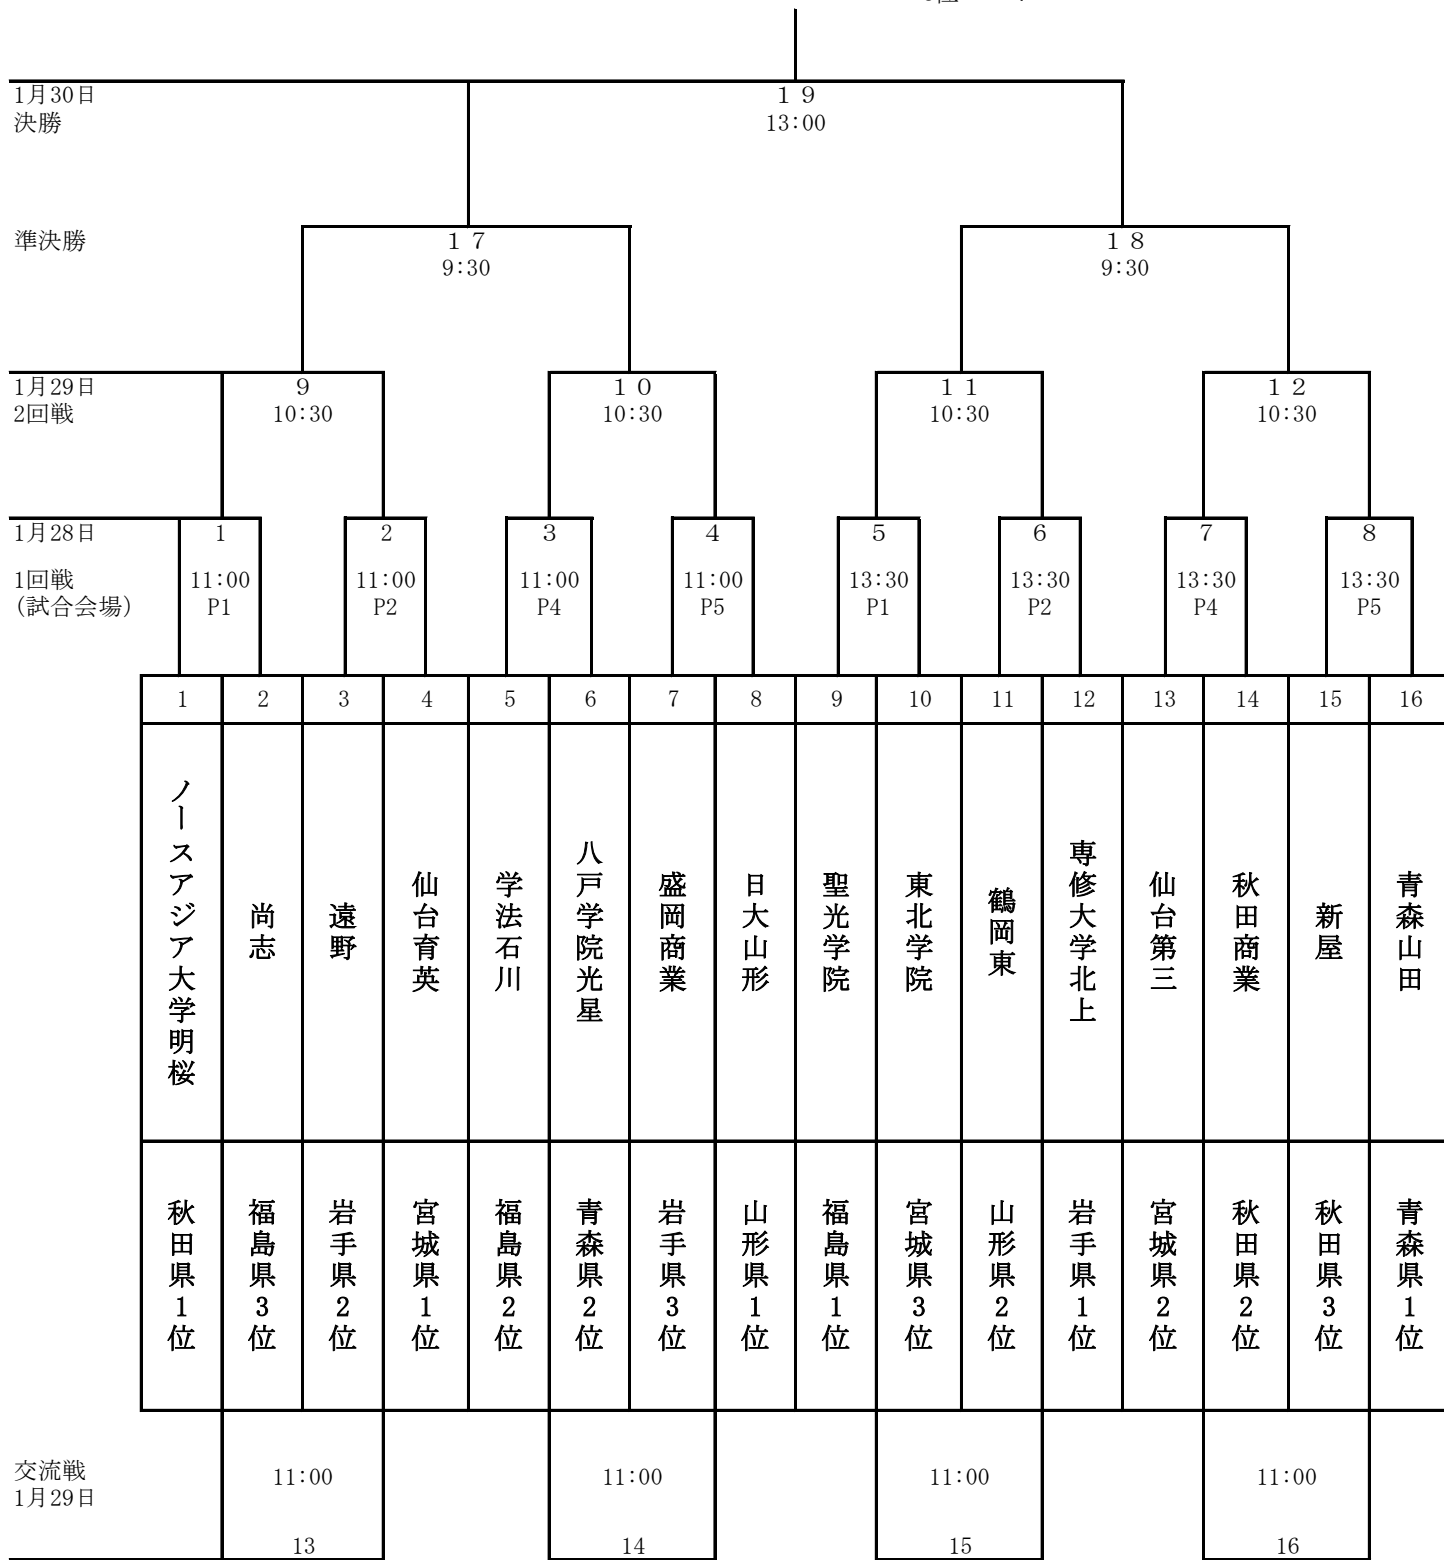 1月30日
決勝
１９
13:00
準決勝
１７
9:30
１８
9:30
1月29日
2回戦
９
10:30
１０
10:30
１１
10:30
１２
10:30
1月28日
1 2 3 4 5 6 7 8
1回戦
11:00 11:00 11:00 11:00 13:30 13:30 13:30 13:30
(試合会場)
P1 P2 P4 P5 P1 P2 P4 P5
1 2 3 4 5 6 7 8 9 10 11 12 13 14 15 16
ノースアジア大学明桜
尚志
遠野
仙台育英
学法石川
八戸学院光星
盛岡商業
日大山形
聖光学院
東北学院
鶴岡東
専修大学北上
仙台第三
秋田商業
新屋
青森山田
秋田県1位
福島県3位
岩手県2位
宮城県1位
福島県2位
青森県2位
岩手県3位
山形県1位
福島県1位
宮城県3位
山形県2位
岩手県1位
宮城県2位
秋田県2位
秋田県3位
青森県1位
交流戦
1月29日
11:00 11:00 11:00 11:00
13 14 15 16